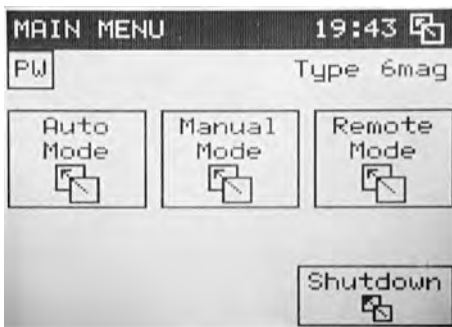 MAIN MENU 19:43
PW Type 6mag
Auto Mode
Manual Mode
Remote Mode
Shutdown